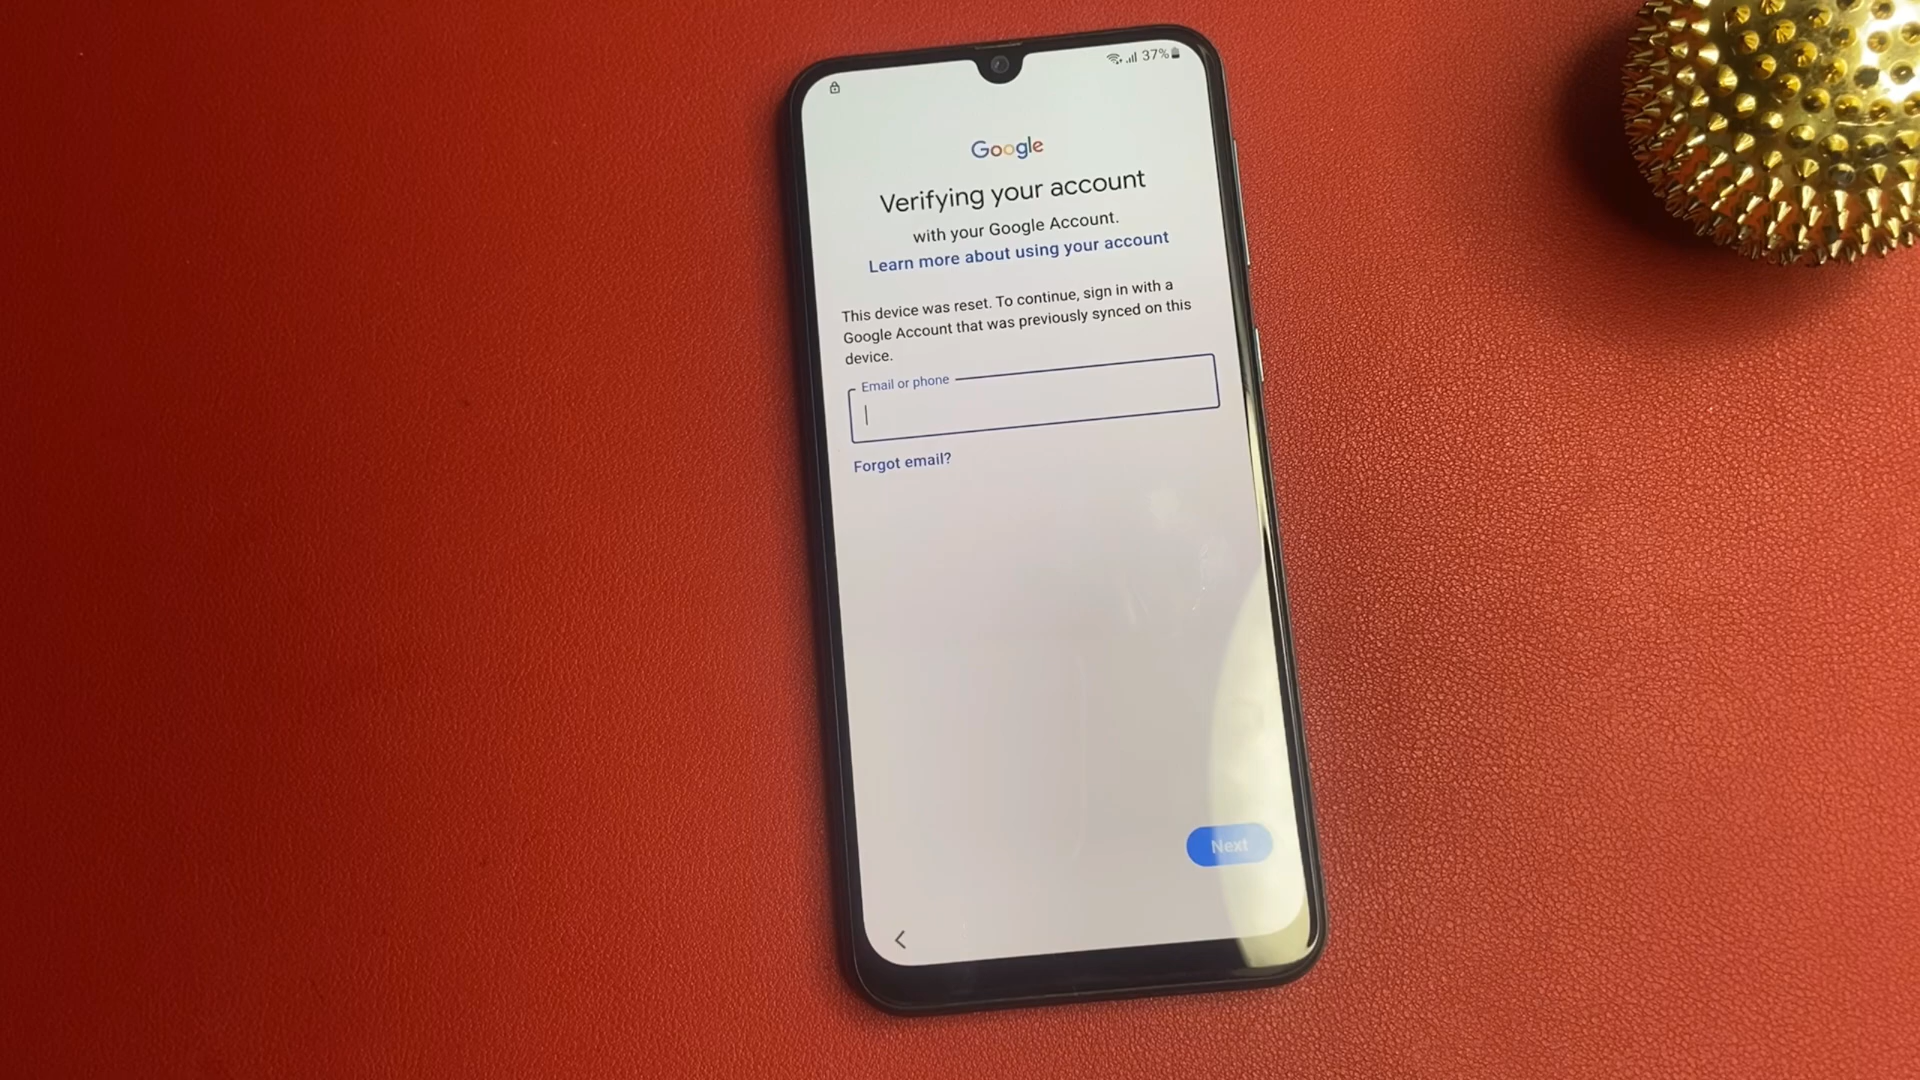 37%
Google
Verifying your account
with your Google Account.
Learn more about using your account
This device was reset. To continue, sign in with a
Google Account that was previously synced on this
device.
Email or phone
Forgot email?
Next